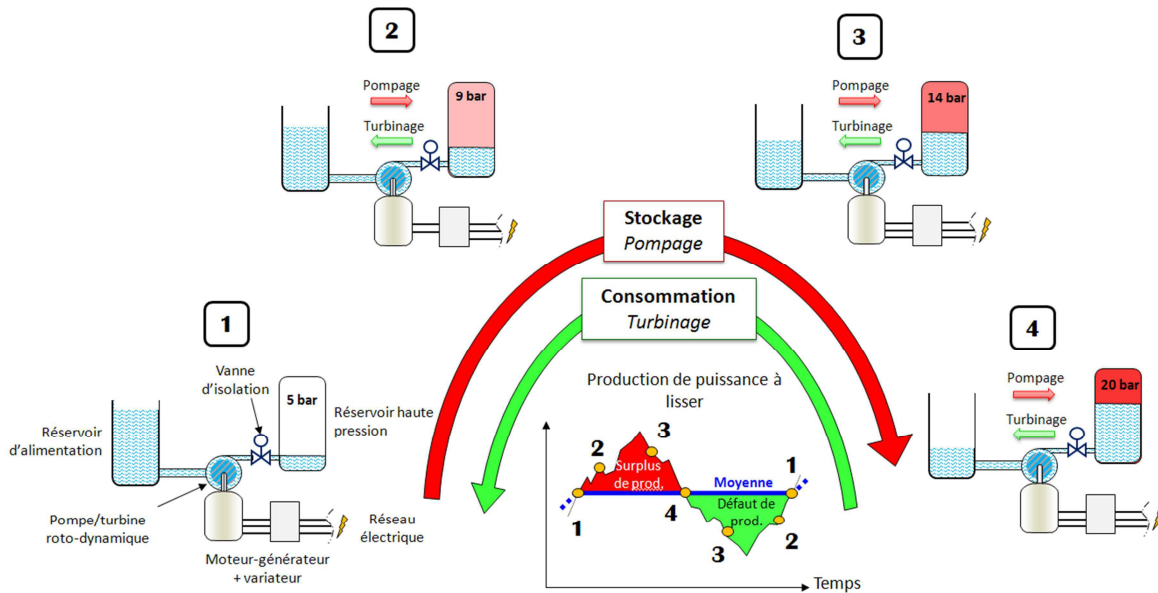 2
Pompage
Turbinage
9 bar
3
Pompage
Turbinage
14 bar
Stockage
Pompage
Consommation
Turbinage
1
Vanne
d'isolation
5 bar
Réservoir
d'alimentation
Réservoir haute
pression
Pompe/turbine
roto-dynamique
Moteur-générateur
+ variateur
Réseau
électrique
4
Pompage
Turbinage
20 bar
Production de puissance à
lisser
3
2
Surplus
de prod.
1
Moyenne
1
4
Défaut de
prod.
3
2
Temps